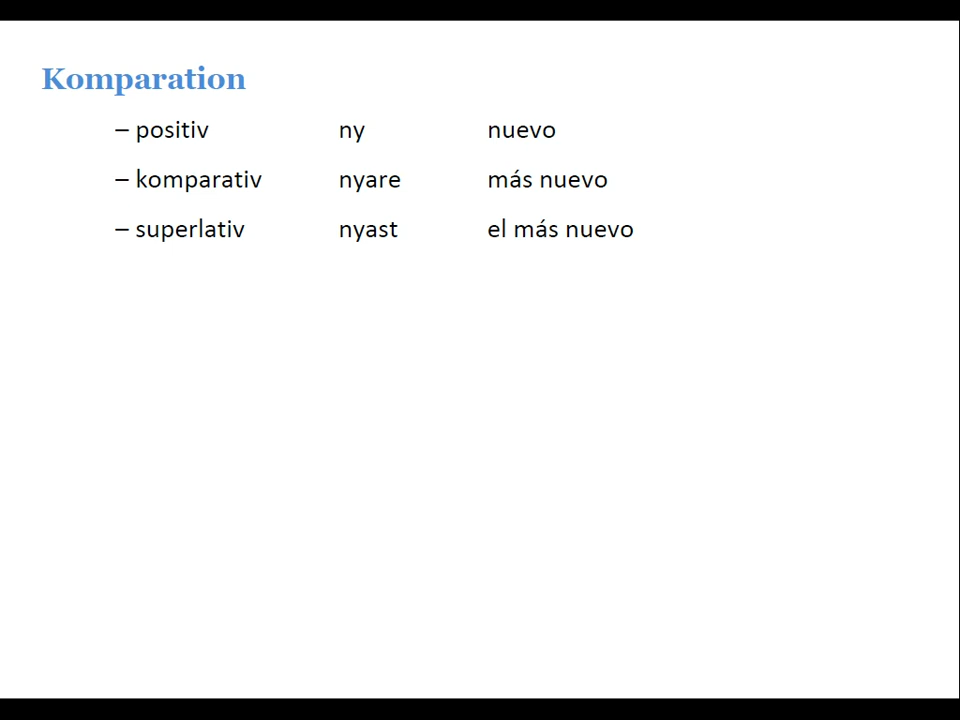 Komparation
– positiv ny nuevo
– komparativ nyare más nuevo
– superlativ nyast el más nuevo